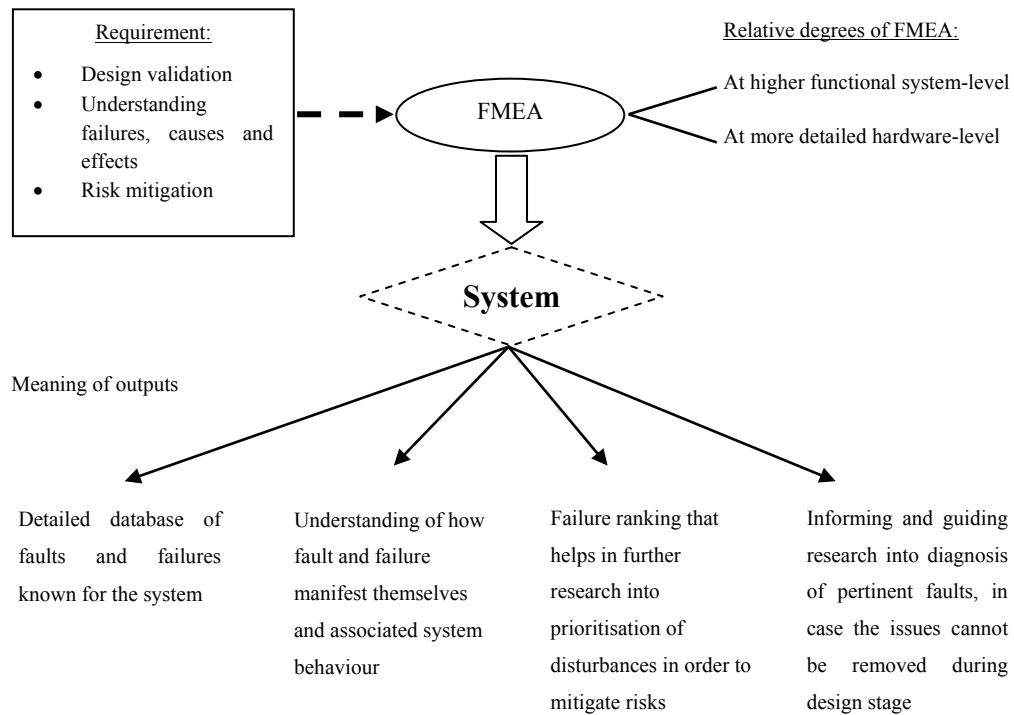 Requirement:
• Design validation
• Understanding
failures, causes and
effects
• Risk mitigation
FMEA
Relative degrees of FMEA:
At higher functional system-level
At more detailed hardware-level
System
Meaning of outputs
Detailed database of
faults and failures
known for the system
Understanding of how
fault and failure
manifest themselves
and associated system
behaviour
Failure ranking that
helps in further
research into
prioritisation of
disturbances in order to
mitigate risks
Informing and guiding
research into diagnosis
of pertinent faults, in
case the issues cannot
be removed during
design stage